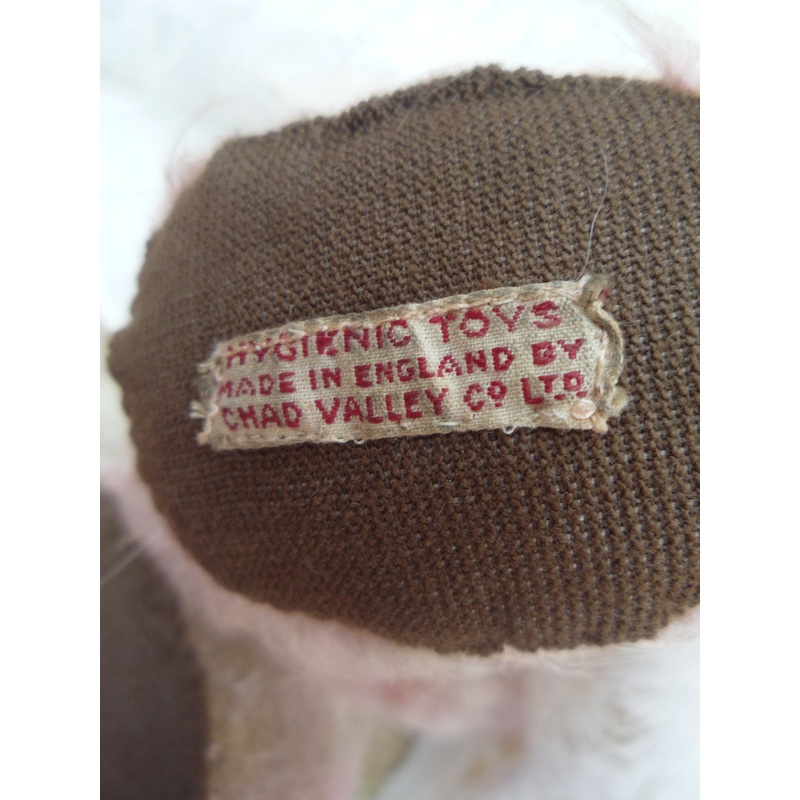 HYGIENIC TOYS
MADE IN ENGLAND BY
CHAD VALLEY Cº LTD.